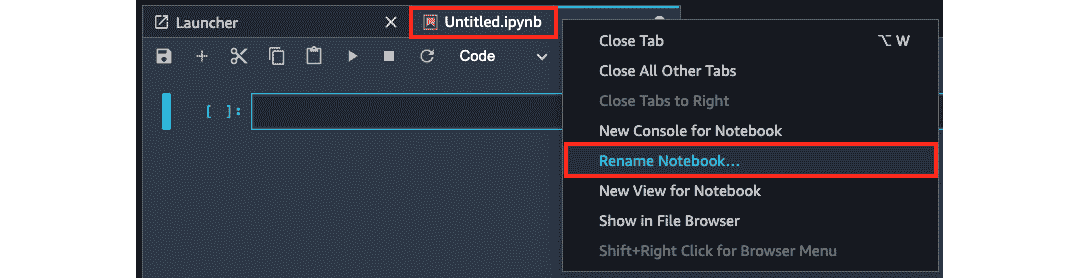 Launcher
Untitled.ipynb
Code
[ ]:
Close Tab ⌥ W
Close All Other Tabs
Close Tabs to Right
New Console for Notebook
Rename Notebook…
New View for Notebook
Show in File Browser
Shift+Right Click for Browser Menu